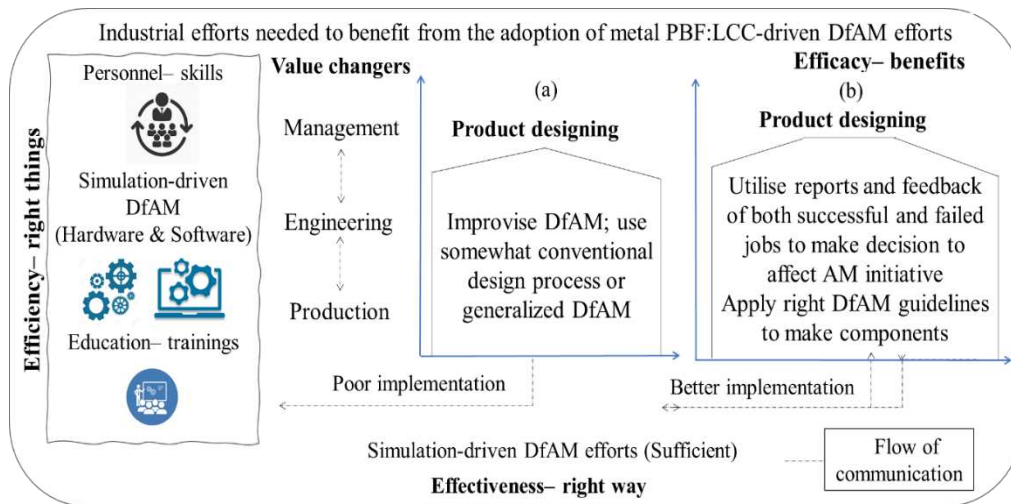 Industrial efforts needed to benefit from the adoption of metal PBF:LCC-driven DfAM efforts
Efficiency– right things
Personnel– skills
Simulation-driven
DfAM
(Hardware & Software)
Education– trainings
Value changers
Management
Engineering
Production
(a)
Product designing
Improvise DfAM; use
somewhat conventional
design process or
generalized DfAM
Efficacy– benefits
(b)
Product designing
Utilise reports and feedback
of both successful and failed
jobs to make decision to
affect AM initiative
Apply right DfAM guidelines
to make components
Poor implementation
Better implementation
Simulation-driven DfAM efforts (Sufficient)
Effectiveness– right way
Flow of
communication